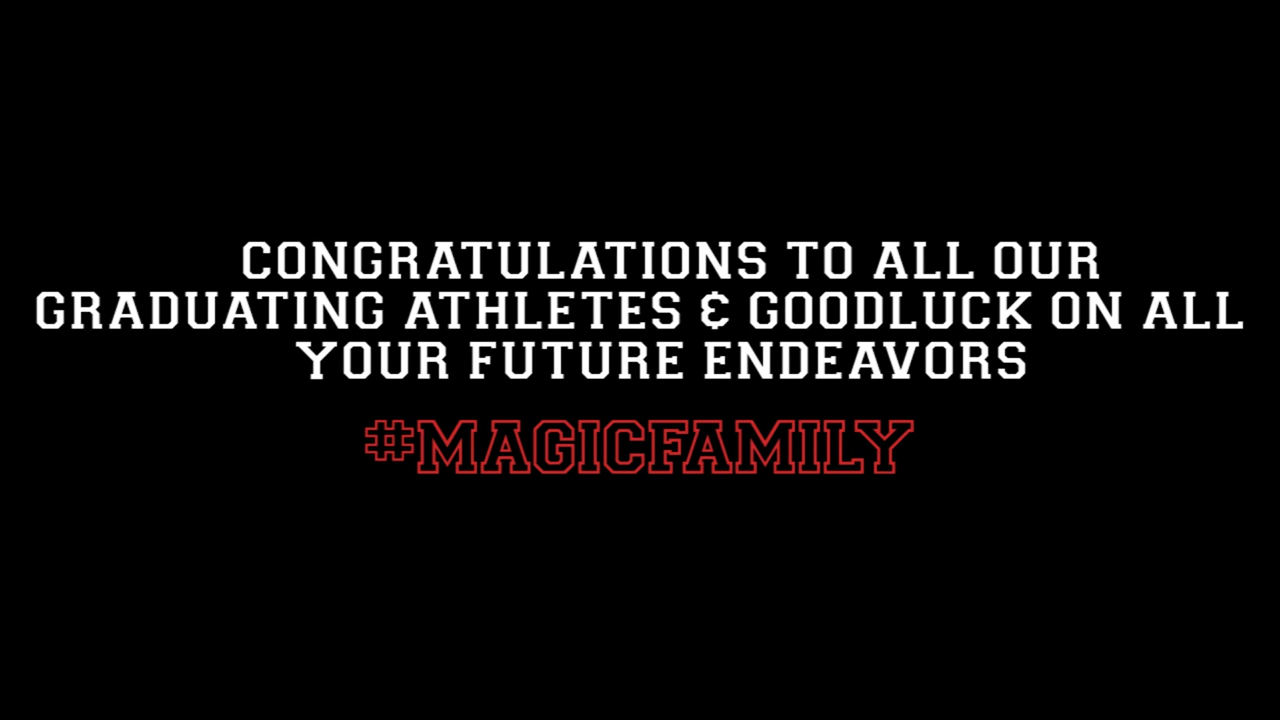 CONGRATULATIONS TO ALL OUR
GRADUATING ATHLETES & GOODLUCK ON ALL
YOUR FUTURE ENDEAVORS
#MAGICFAMILY